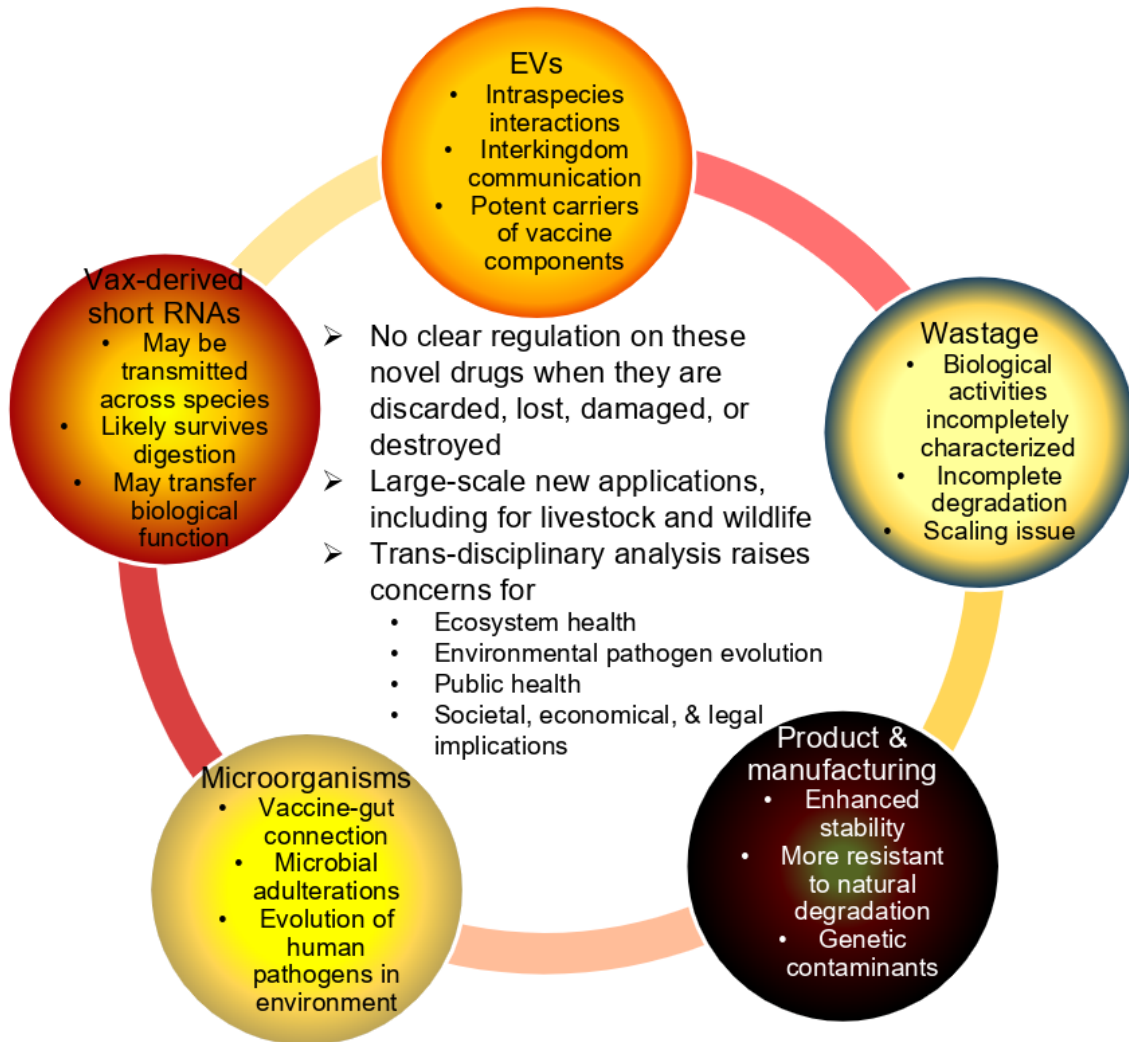 EVs
• Intraspecies
interactions
• Interkingdom
communication
• Potent carriers
of vaccine
components
Wastage
• Biological
activities
incompletely
characterized
• Incomplete
degradation
• Scaling issue
Product &
manufacturing
• Enhanced
stability
• More resistant
to natural
degradation
• Genetic
contaminants
Microorganisms
• Vaccine-gut
connection
• Microbial
adulterations
• Evolution of
human
pathogens in
environment
Vax-derived
short RNAs
• May be
transmitted
across species
• Likely survives
digestion
• May transfer
biological
function
➢ No clear regulation on these
novel drugs when they are
discarded, lost, damaged, or
destroyed
➢ Large-scale new applications,
including for livestock and wildlife
➢ Trans-disciplinary analysis raises
concerns for
• Ecosystem health
• Environmental pathogen evolution
• Public health
• Societal, economical, & legal
implications